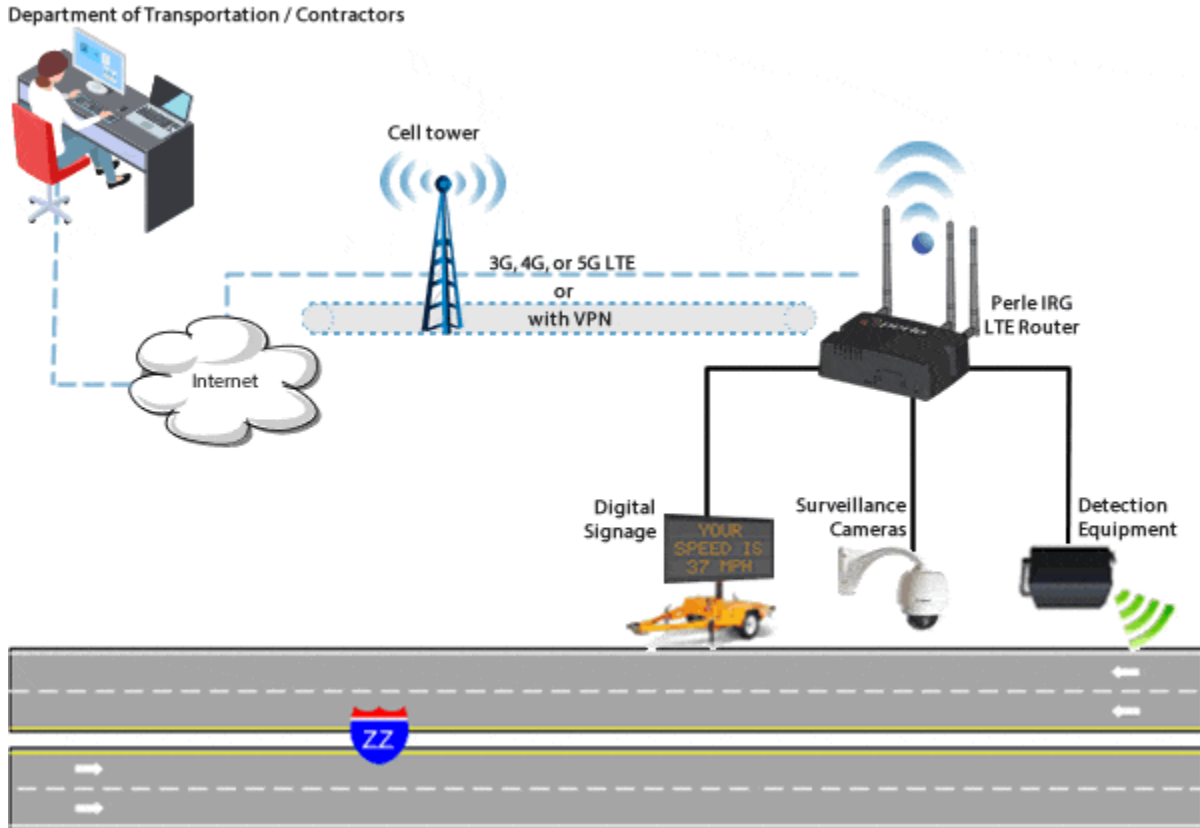 Department of Transportation / Contractors
Cell tower
3G, 4G, or 5G LTE
or
with VPN
Perle IRG
LTE Router
Internet
perle
Digital
Signage
Surveillance
Cameras
Detection
Equipment
YOUR
SPEED IS
37 MPH
ZZ